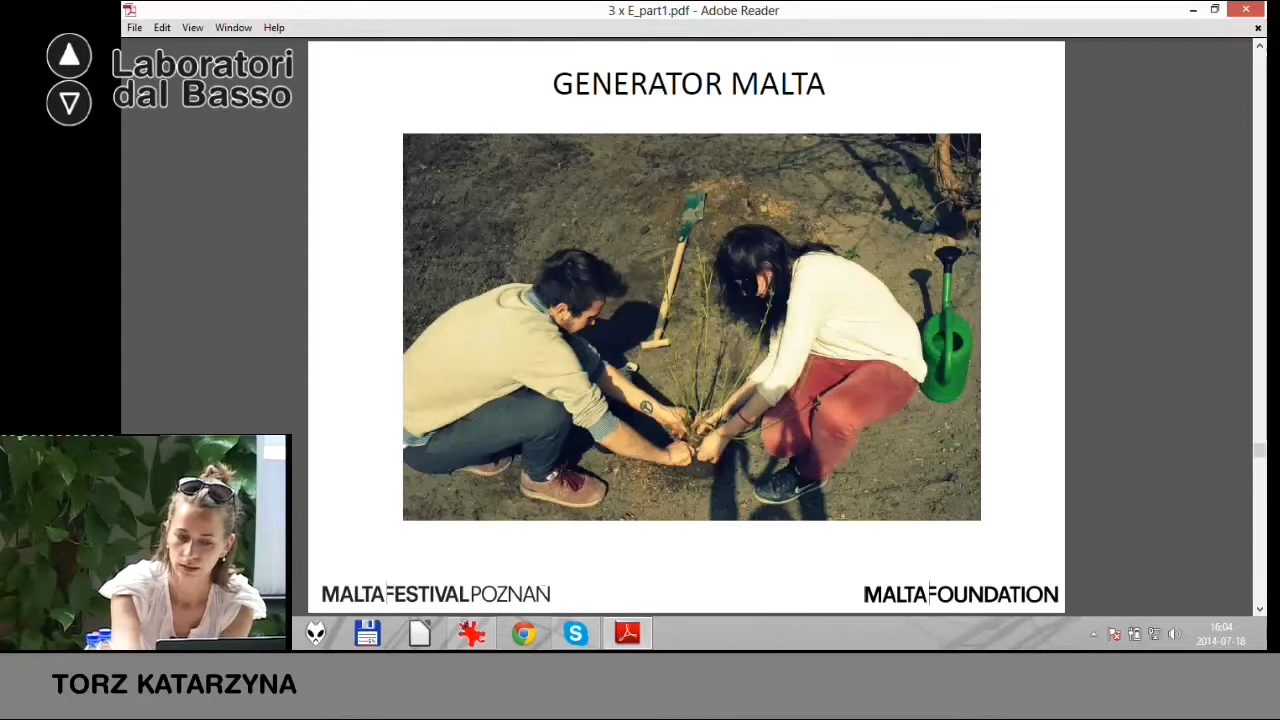 3 x E_part1.pdf - Adobe Reader
File Edit View Window Help
Laboratori
dal Basso
GENERATOR MALTA
MALTAFESTIVALPOZNAŃ
MALTAFOUNDATION
16:04
2014-07-18
TORZ KATARZYNA